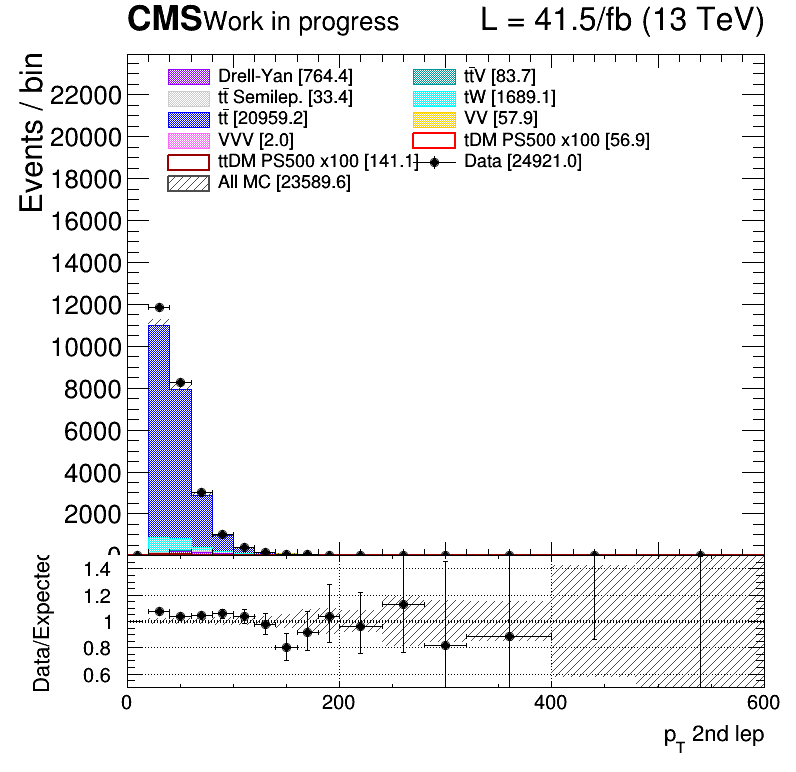 CMS Work in progress L = 41.5/fb (13 TeV)
Events / bin
Drell-Yan [764.4]
tt̄ Semilep. [33.4]
tt̄ [20959.2]
VVV [2.0]
ttDM PS500 x100 [141.1]
All MC [23589.6]
tt̄V [83.7]
tW [1689.1]
VV [57.9]
tDM PS500 x100 [56.9]
Data [24921.0]
22000
20000
18000
16000
14000
12000
10000
8000
6000
4000
2000
0
Data/Expected
1.4
1.2
1
0.8
0.6
0 200 400 600
p_T 2nd lep